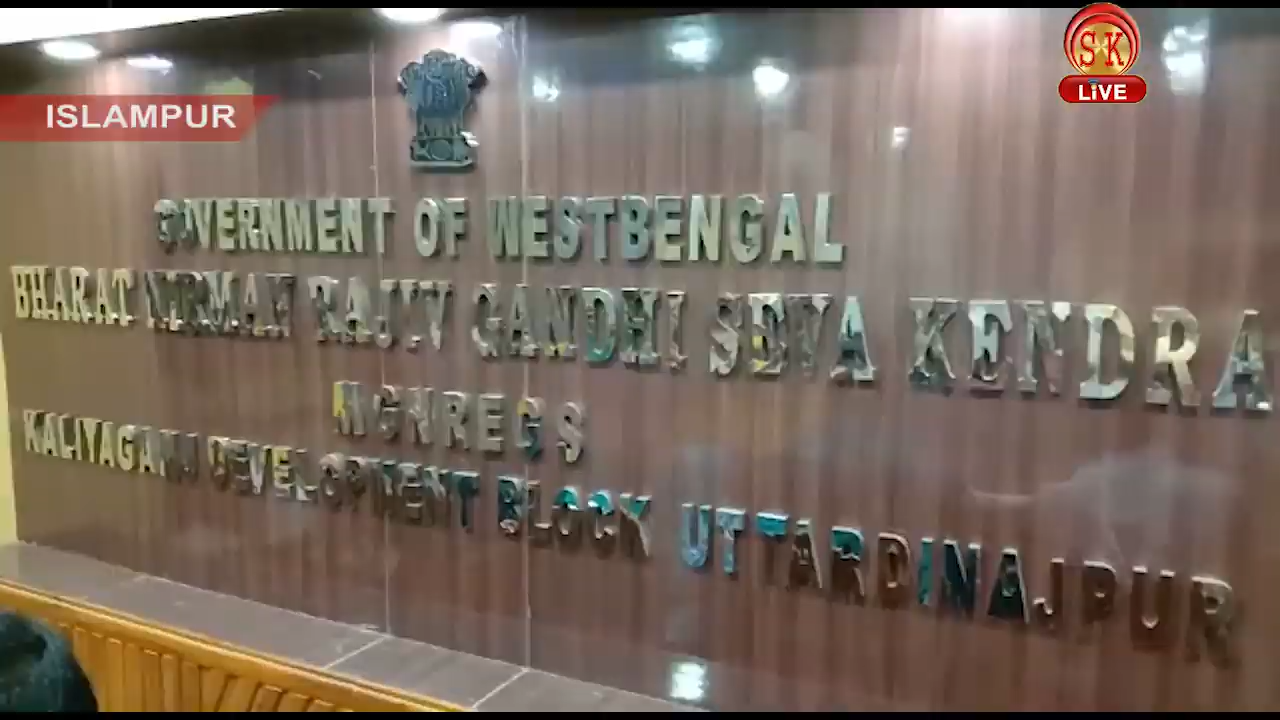 SK
LiVE
ISLAMPUR
GOVERNMENT OF WESTBENGAL
BHARAT NIRMAN RAJIV GANDHI SEVA KENDRA
MGNREGS
KALIYAGANJ DEVELOPMENT BLOCK UTTARDINAJPUR